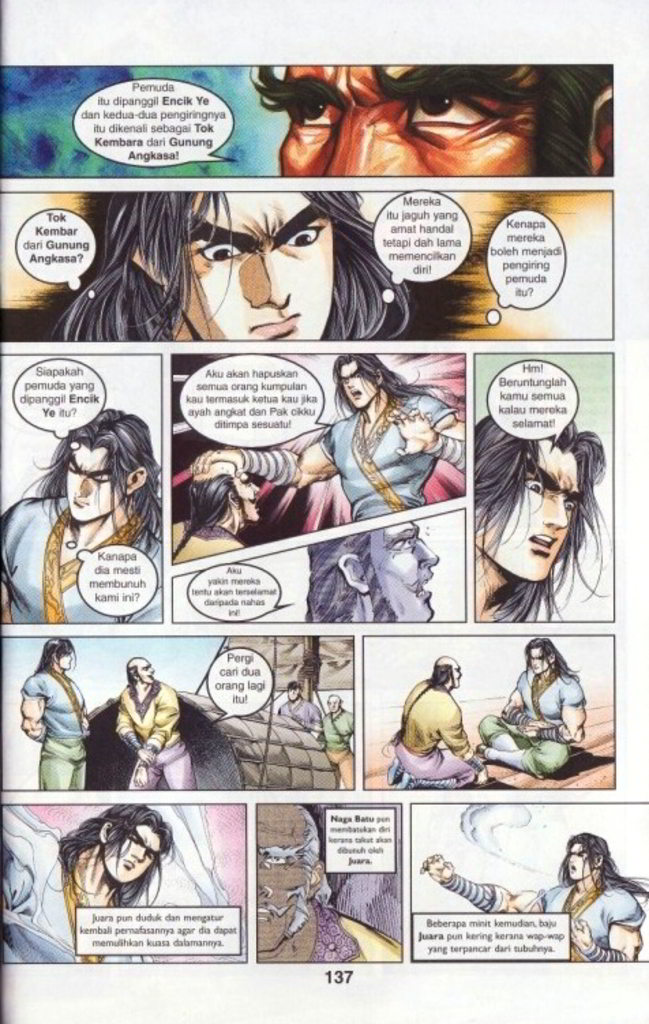 Pemuda
itu dipanggil Encik Ye
dan kedua-dua pengiringnya
itu dikenali sebagai Tok
Kembara dari Gunung
Angkasa!
Tok
Kembar
dari Gunung
Angkasa?
Mereka
itu jaguh yang
amat handal
tetapi dah lama
memencilkan
diri!
Kenapa
mereka
boleh menjadi
pengiring
pemuda
itu?
Siapakah
pemuda yang
dipanggil Encik
Ye itu?
Kanapa
dia mesti
membunuh
kami ini?
Aku akan hapuskan
semua orang kumpulan
kau termasuk ketua kau jika
ayah angkat dan Pak cikku
ditimpa sesuatu!
Aku
yakin mereka
tentu akan terselamat
daripada nahas
ini!
Hm!
Beruntunglah
kamu semua
kalau mereka
selamat!
Pergi
cari dua
orang lagi
itu!
Juara pun duduk dan mengatur
kembali pernafasannya agar dia dapat
memulihkan kuasa dalamannya.
Naga Batu pun
membatukan diri
kerana takut akan
dibunuh oleh
Juara.
Beberapa minit kemudian, baju
Juara pun kering kerana wap-wap
yang terpancar dari tubuhnya.
137